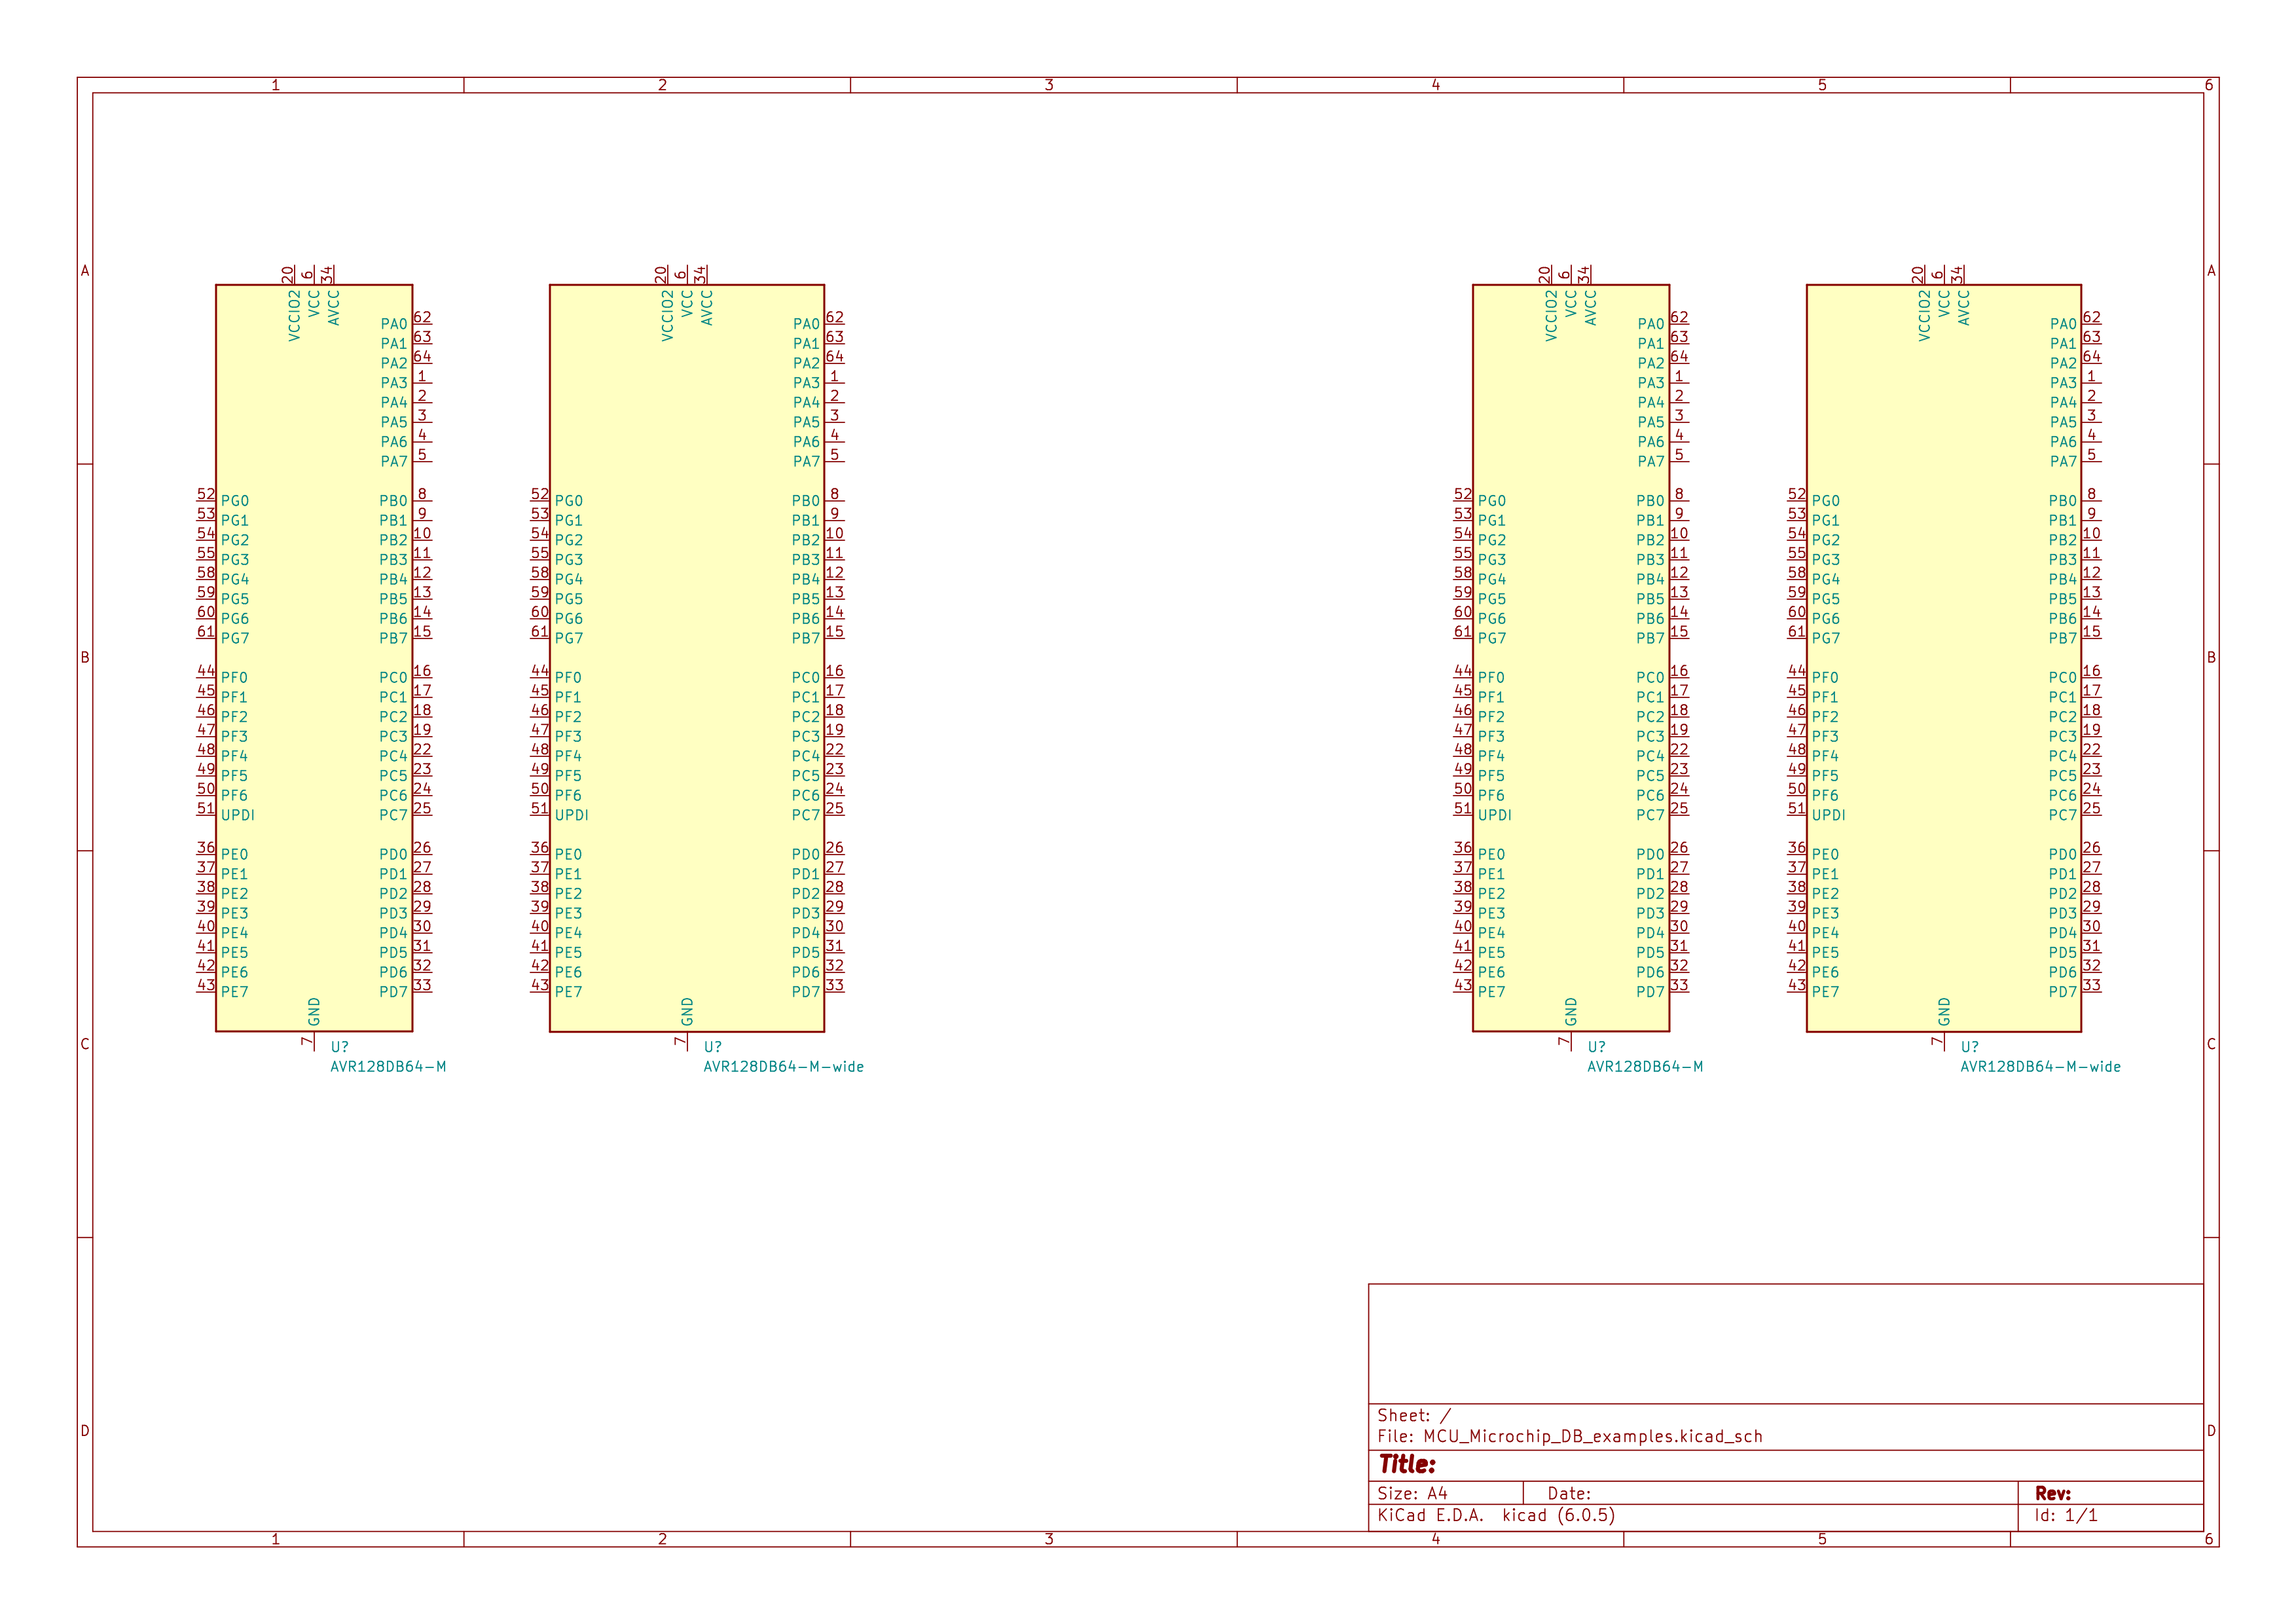 1 2 3 4 5 6
A A
20 6 34 20 6 34 20 6 34 20 6 34
VCCIO2 VCC AVCC VCCIO2 VCC AVCC VCCIO2 VCC AVCC VCCIO2 VCC AVCC
PA0 62 PA0 62 PA0 62 PA0 62
PA1 63 PA1 63 PA1 63 PA1 63
PA2 64 PA2 64 PA2 64 PA2 64
PA3 1 PA3 1 PA3 1 PA3 1
PA4 2 PA4 2 PA4 2 PA4 2
PA5 3 PA5 3 PA5 3 PA5 3
PA6 4 PA6 4 PA6 4 PA6 4
PA7 5 PA7 5 PA7 5 PA7 5
52 PG0 PB0 8 52 PG0 PB0 8 52 PG0 PB0 8 52 PG0 PB0 8
53 PG1 PB1 9 53 PG1 PB1 9 53 PG1 PB1 9 53 PG1 PB1 9
54 PG2 PB2 10 54 PG2 PB2 10 54 PG2 PB2 10 54 PG2 PB2 10
55 PG3 PB3 11 55 PG3 PB3 11 55 PG3 PB3 11 55 PG3 PB3 11
58 PG4 PB4 12 58 PG4 PB4 12 58 PG4 PB4 12 58 PG4 PB4 12
59 PG5 PB5 13 59 PG5 PB5 13 59 PG5 PB5 13 59 PG5 PB5 13
60 PG6 PB6 14 60 PG6 PB6 14 60 PG6 PB6 14 60 PG6 PB6 14
61 PG7 PB7 15 61 PG7 PB7 15 61 PG7 PB7 15 61 PG7 PB7 15
B B
44 PF0 PC0 16 44 PF0 PC0 16 44 PF0 PC0 16 44 PF0 PC0 16
45 PF1 PC1 17 45 PF1 PC1 17 45 PF1 PC1 17 45 PF1 PC1 17
46 PF2 PC2 18 46 PF2 PC2 18 46 PF2 PC2 18 46 PF2 PC2 18
47 PF3 PC3 19 47 PF3 PC3 19 47 PF3 PC3 19 47 PF3 PC3 19
48 PF4 PC4 22 48 PF4 PC4 22 48 PF4 PC4 22 48 PF4 PC4 22
49 PF5 PC5 23 49 PF5 PC5 23 49 PF5 PC5 23 49 PF5 PC5 23
50 PF6 PC6 24 50 PF6 PC6 24 50 PF6 PC6 24 50 PF6 PC6 24
51 UPDI PC7 25 51 UPDI PC7 25 51 UPDI PC7 25 51 UPDI PC7 25
36 PE0 PD0 26 36 PE0 PD0 26 36 PE0 PD0 26 36 PE0 PD0 26
37 PE1 PD1 27 37 PE1 PD1 27 37 PE1 PD1 27 37 PE1 PD1 27
38 PE2 PD2 28 38 PE2 PD2 28 38 PE2 PD2 28 38 PE2 PD2 28
39 PE3 PD3 29 39 PE3 PD3 29 39 PE3 PD3 29 39 PE3 PD3 29
40 PE4 PD4 30 40 PE4 PD4 30 40 PE4 PD4 30 40 PE4 PD4 30
41 PE5 PD5 31 41 PE5 PD5 31 41 PE5 PD5 31 41 PE5 PD5 31
42 PE6 PD6 32 42 PE6 PD6 32 42 PE6 PD6 32 42 PE6 PD6 32
43 PE7 PD7 33 43 PE7 PD7 33 43 PE7 PD7 33 43 PE7 PD7 33
GND GND GND GND
C 7 U? 7 U? 7 U? 7 U? C
AVR128DB64-M AVR128DB64-M-wide AVR128DB64-M AVR128DB64-M-wide
Sheet: /
D D
File: MCU_Microchip_DB_examples.kicad_sch
Title:
Size: A4 Date: Rev:
KiCad E.D.A. kicad (6.0.5) Id: 1/1
1 2 3 4 5 6